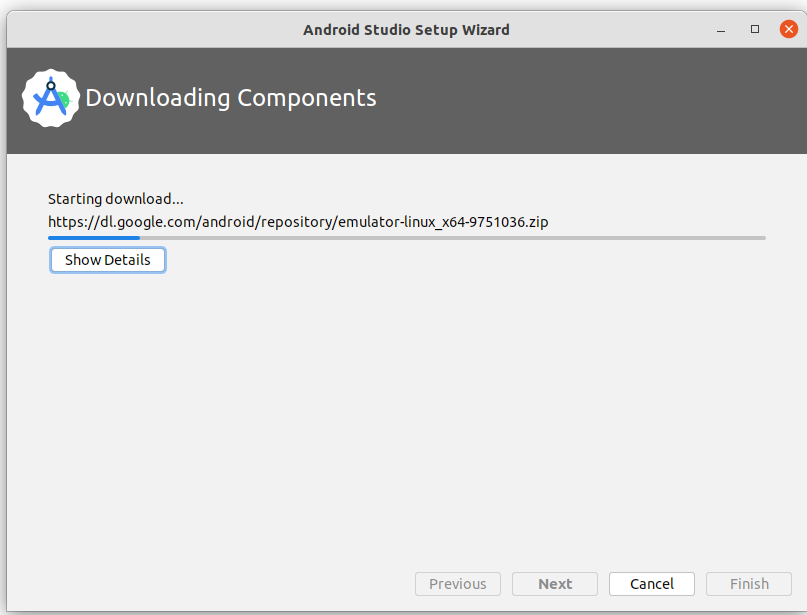 Android Studio Setup Wizard
Downloading Components
Starting download...
https://dl.google.com/android/repository/emulator-linux_x64-9751036.zip
Show Details
Previous
Next
Cancel
Finish